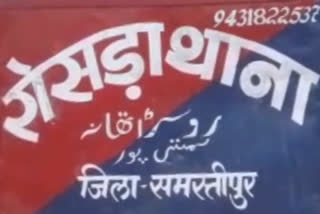 9431822537
रोसड़ा थाना
روسڑا تھانہ
سمستی پور
जिला-समस्तीपुर